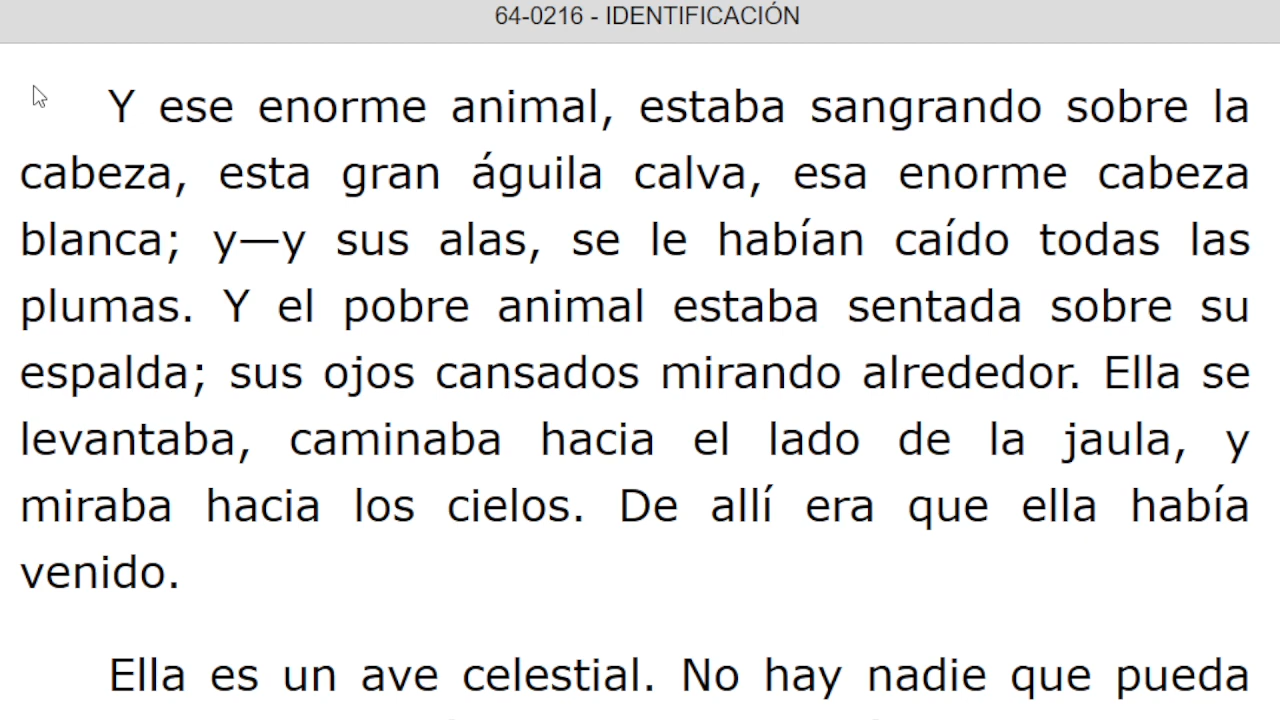 64-0216 - IDENTIFICACIÓN
Y ese enorme animal, estaba sangrando sobre la
cabeza, esta gran águila calva, esa enorme cabeza
blanca; y—y sus alas, se le habían caído todas las
plumas. Y el pobre animal estaba sentada sobre su
espalda; sus ojos cansados mirando alrededor. Ella se
levantaba, caminaba hacia el lado de la jaula, y
miraba hacia los cielos. De allí era que ella había
venido.
Ella es un ave celestial. No hay nadie que pueda